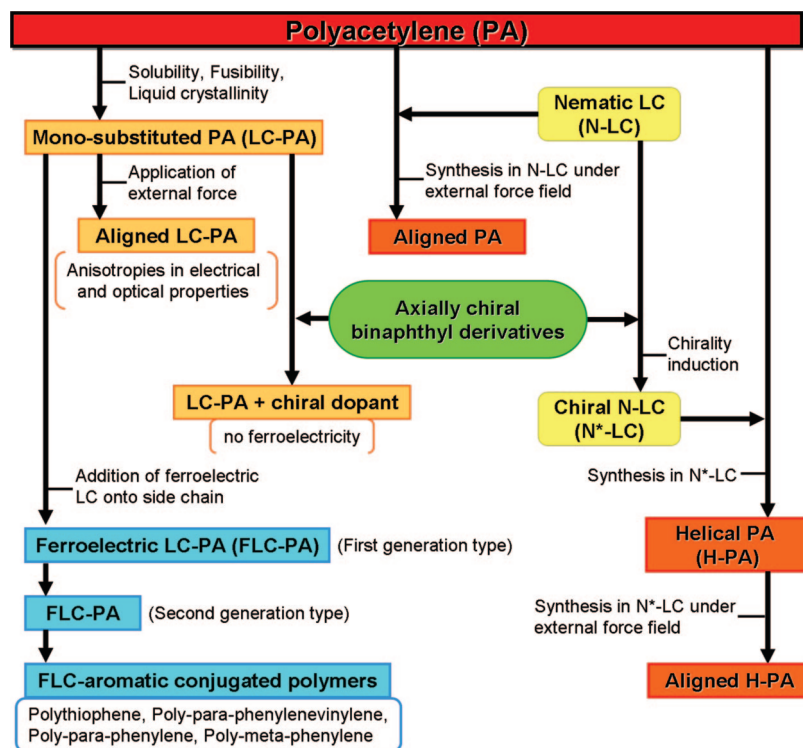 Polyacetylene (PA)
Solubility, Fusibility,
Liquid crystallinity
Nematic LC
(N-LC)
Mono-substituted PA (LC-PA)
Application of
external force
Synthesis in N-LC under
external force field
Aligned LC-PA
Aligned PA
Anisotropies in electrical
and optical properties
Axially chiral
binaphthyl derivatives
Chirality
induction
LC-PA + chiral dopant
no ferroelectricity
Chiral N-LC
(N*-LC)
Addition of ferroelectric
LC onto side chain
Synthesis in N*-LC
Ferroelectric LC-PA (FLC-PA) (First generation type)
Helical PA
(H-PA)
FLC-PA (Second generation type)
Synthesis in N*-LC under
external force field
FLC-aromatic conjugated polymers
Aligned H-PA
Polythiophene, Poly-para-phenylenevinylene,
Poly-para-phenylene, Poly-meta-phenylene